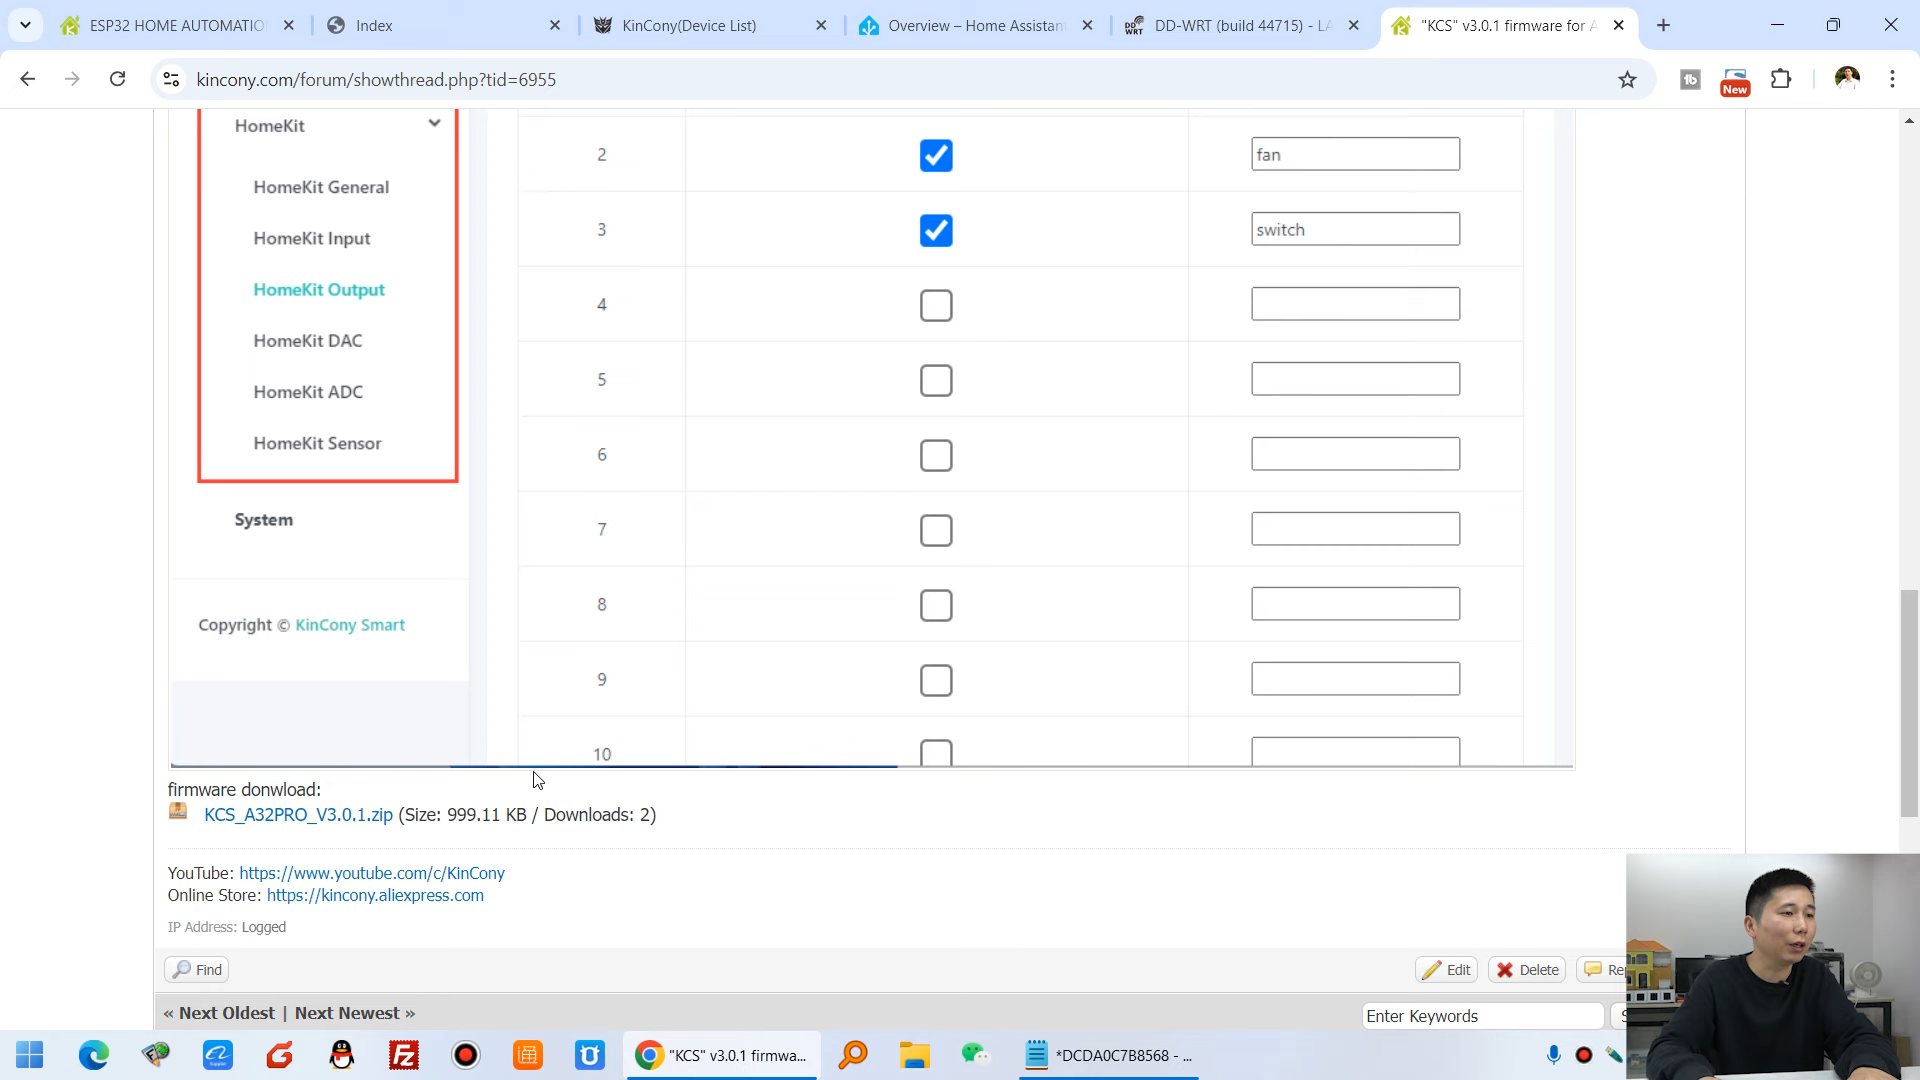 ESP32 HOME AUTOMATIO
Index
KinCony(Device List)
Overview – Home Assistan
DD-WRT (build 44715) - LA
"KCS" v3.0.1 firmware for A
kincony.com/forum/showthread.php?tid=6955
New
HomeKit
HomeKit General
HomeKit Input
HomeKit Output
HomeKit DAC
HomeKit ADC
HomeKit Sensor
System
Copyright © KinCony Smart
2 fan
3 switch
4
5
6
7
8
9
10
firmware donwload:
KCS_A32PRO_V3.0.1.zip (Size: 999.11 KB / Downloads: 2)
YouTube: https://www.youtube.com/c/KinCony
Online Store: https://kincony.aliexpress.com
IP Address: Logged
Find
Edit
Delete
Re
« Next Oldest | Next Newest »
Enter Keywords
S
"KCS" v3.0.1 firmwa...
*DCDA0C7B8568 - ...